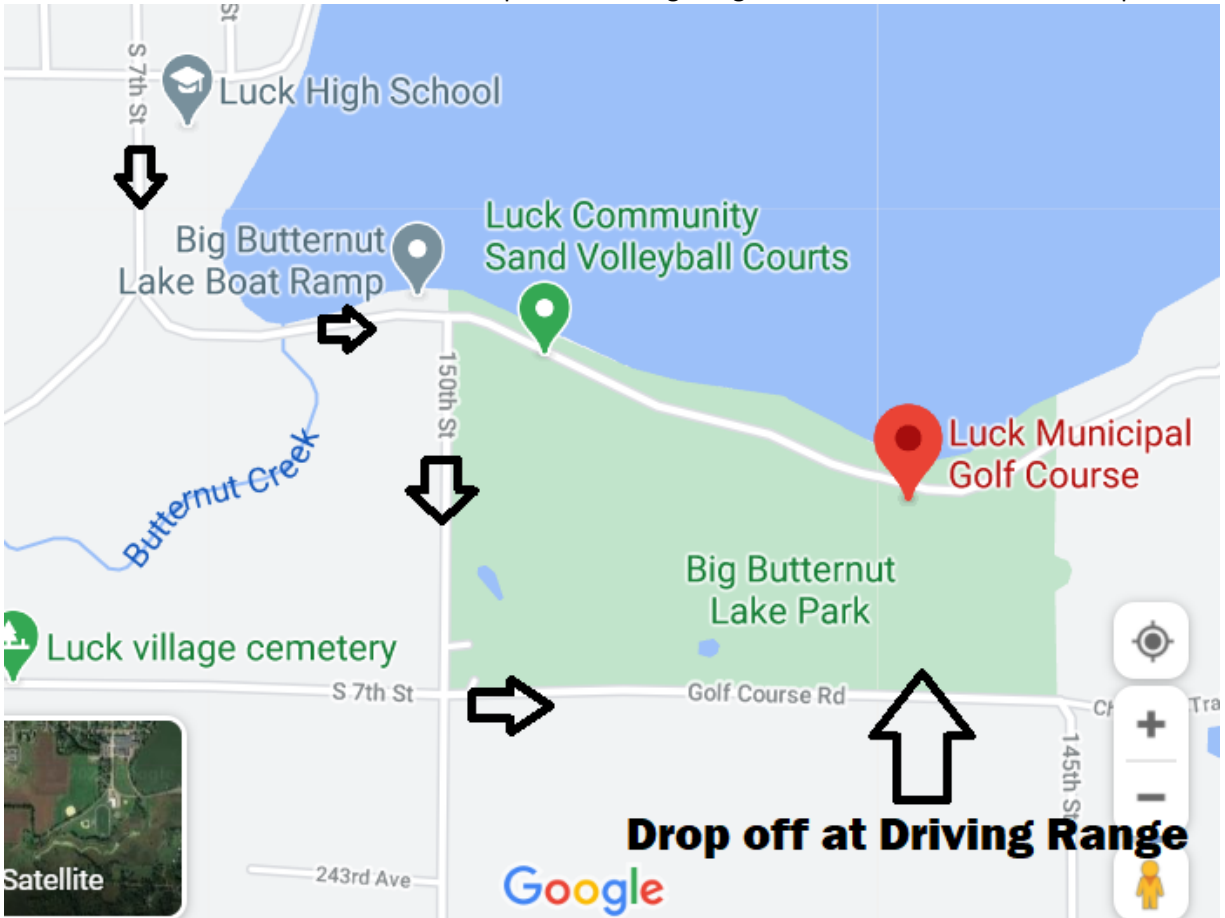 St
S 7th St
Luck High School
Luck Community
Sand Volleyball Courts
Big Butternut
Lake Boat Ramp
150th St
Butternut Creek
Luck Municipal
Golf Course
Big Butternut
Lake Park
Luck village cemetery
S 7th St
Golf Course Rd
Tra
145th St
Drop off at Driving Range
243rd Ave
Google
Satellite